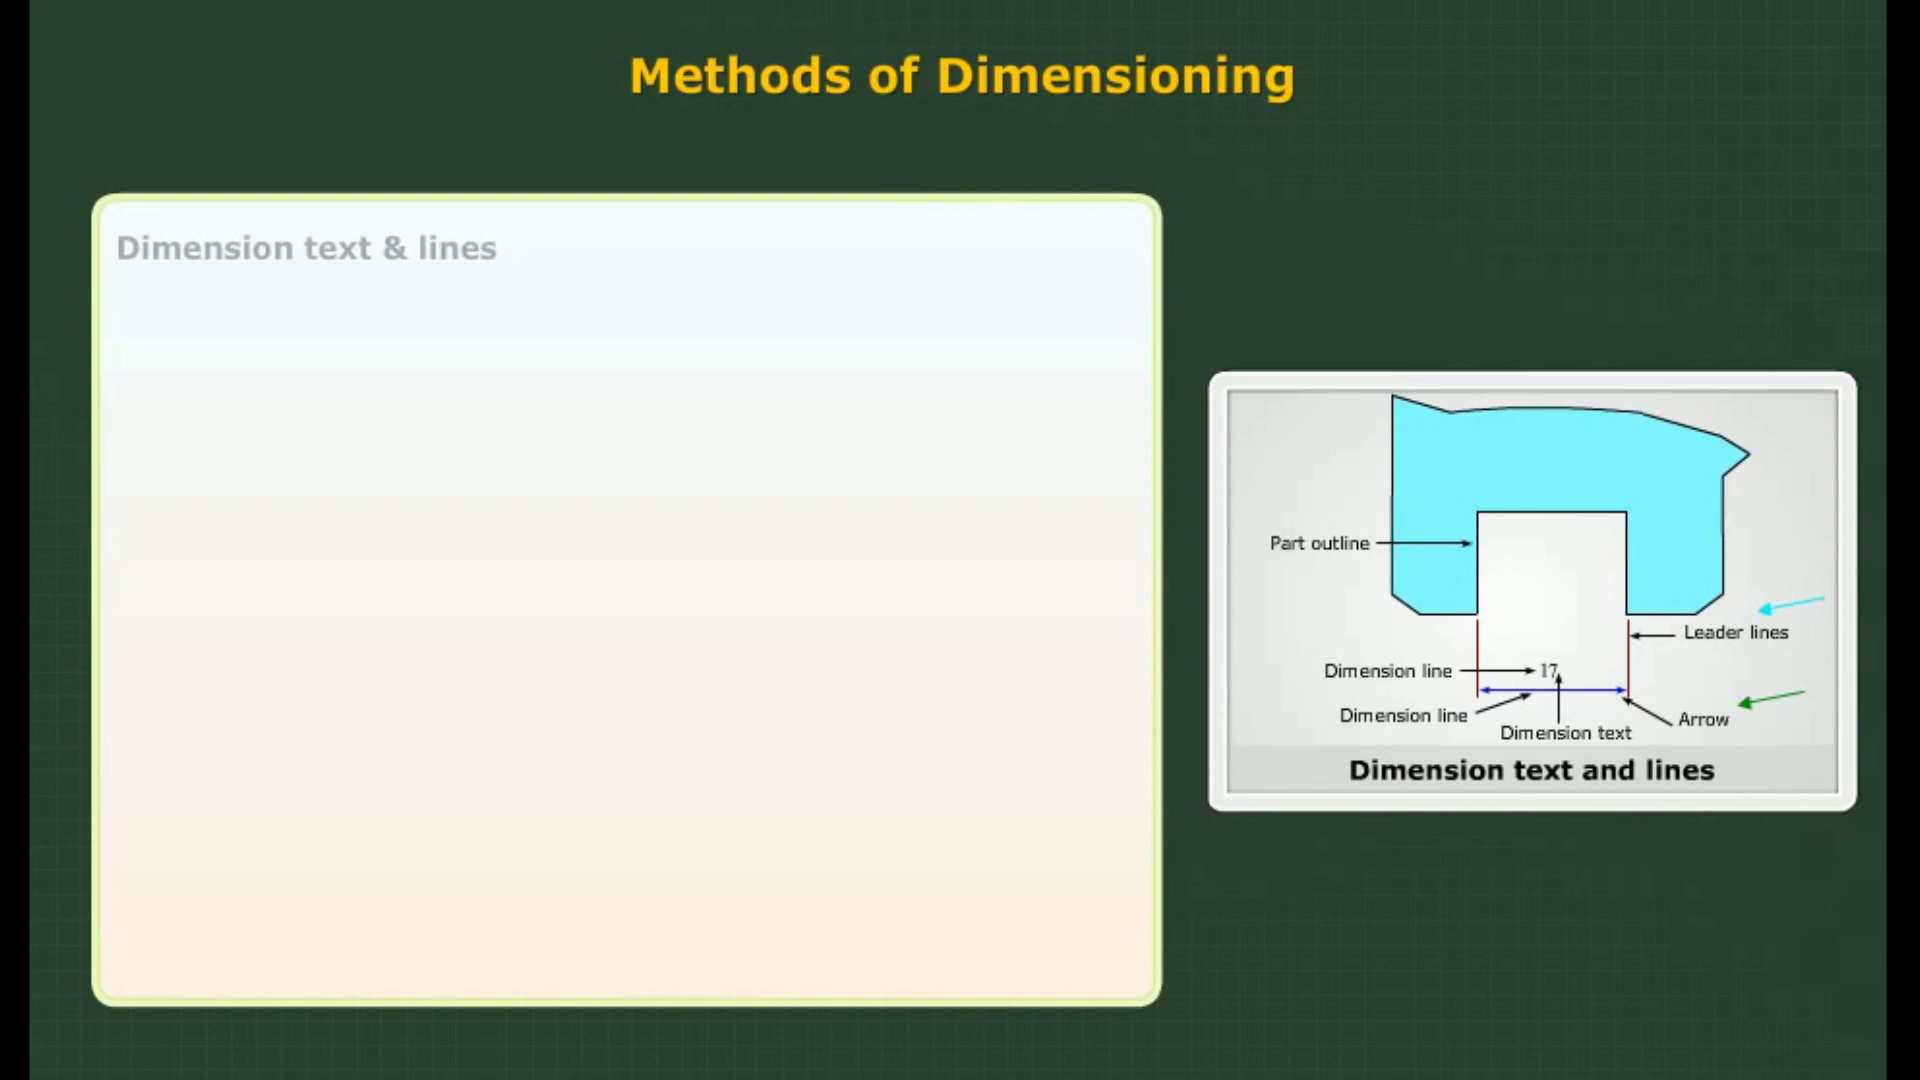 Methods of Dimensioning
Dimension text & lines
Part outline
Leader lines
Dimension line
17
Dimension line
Arrow
Dimension text
Dimension text and lines